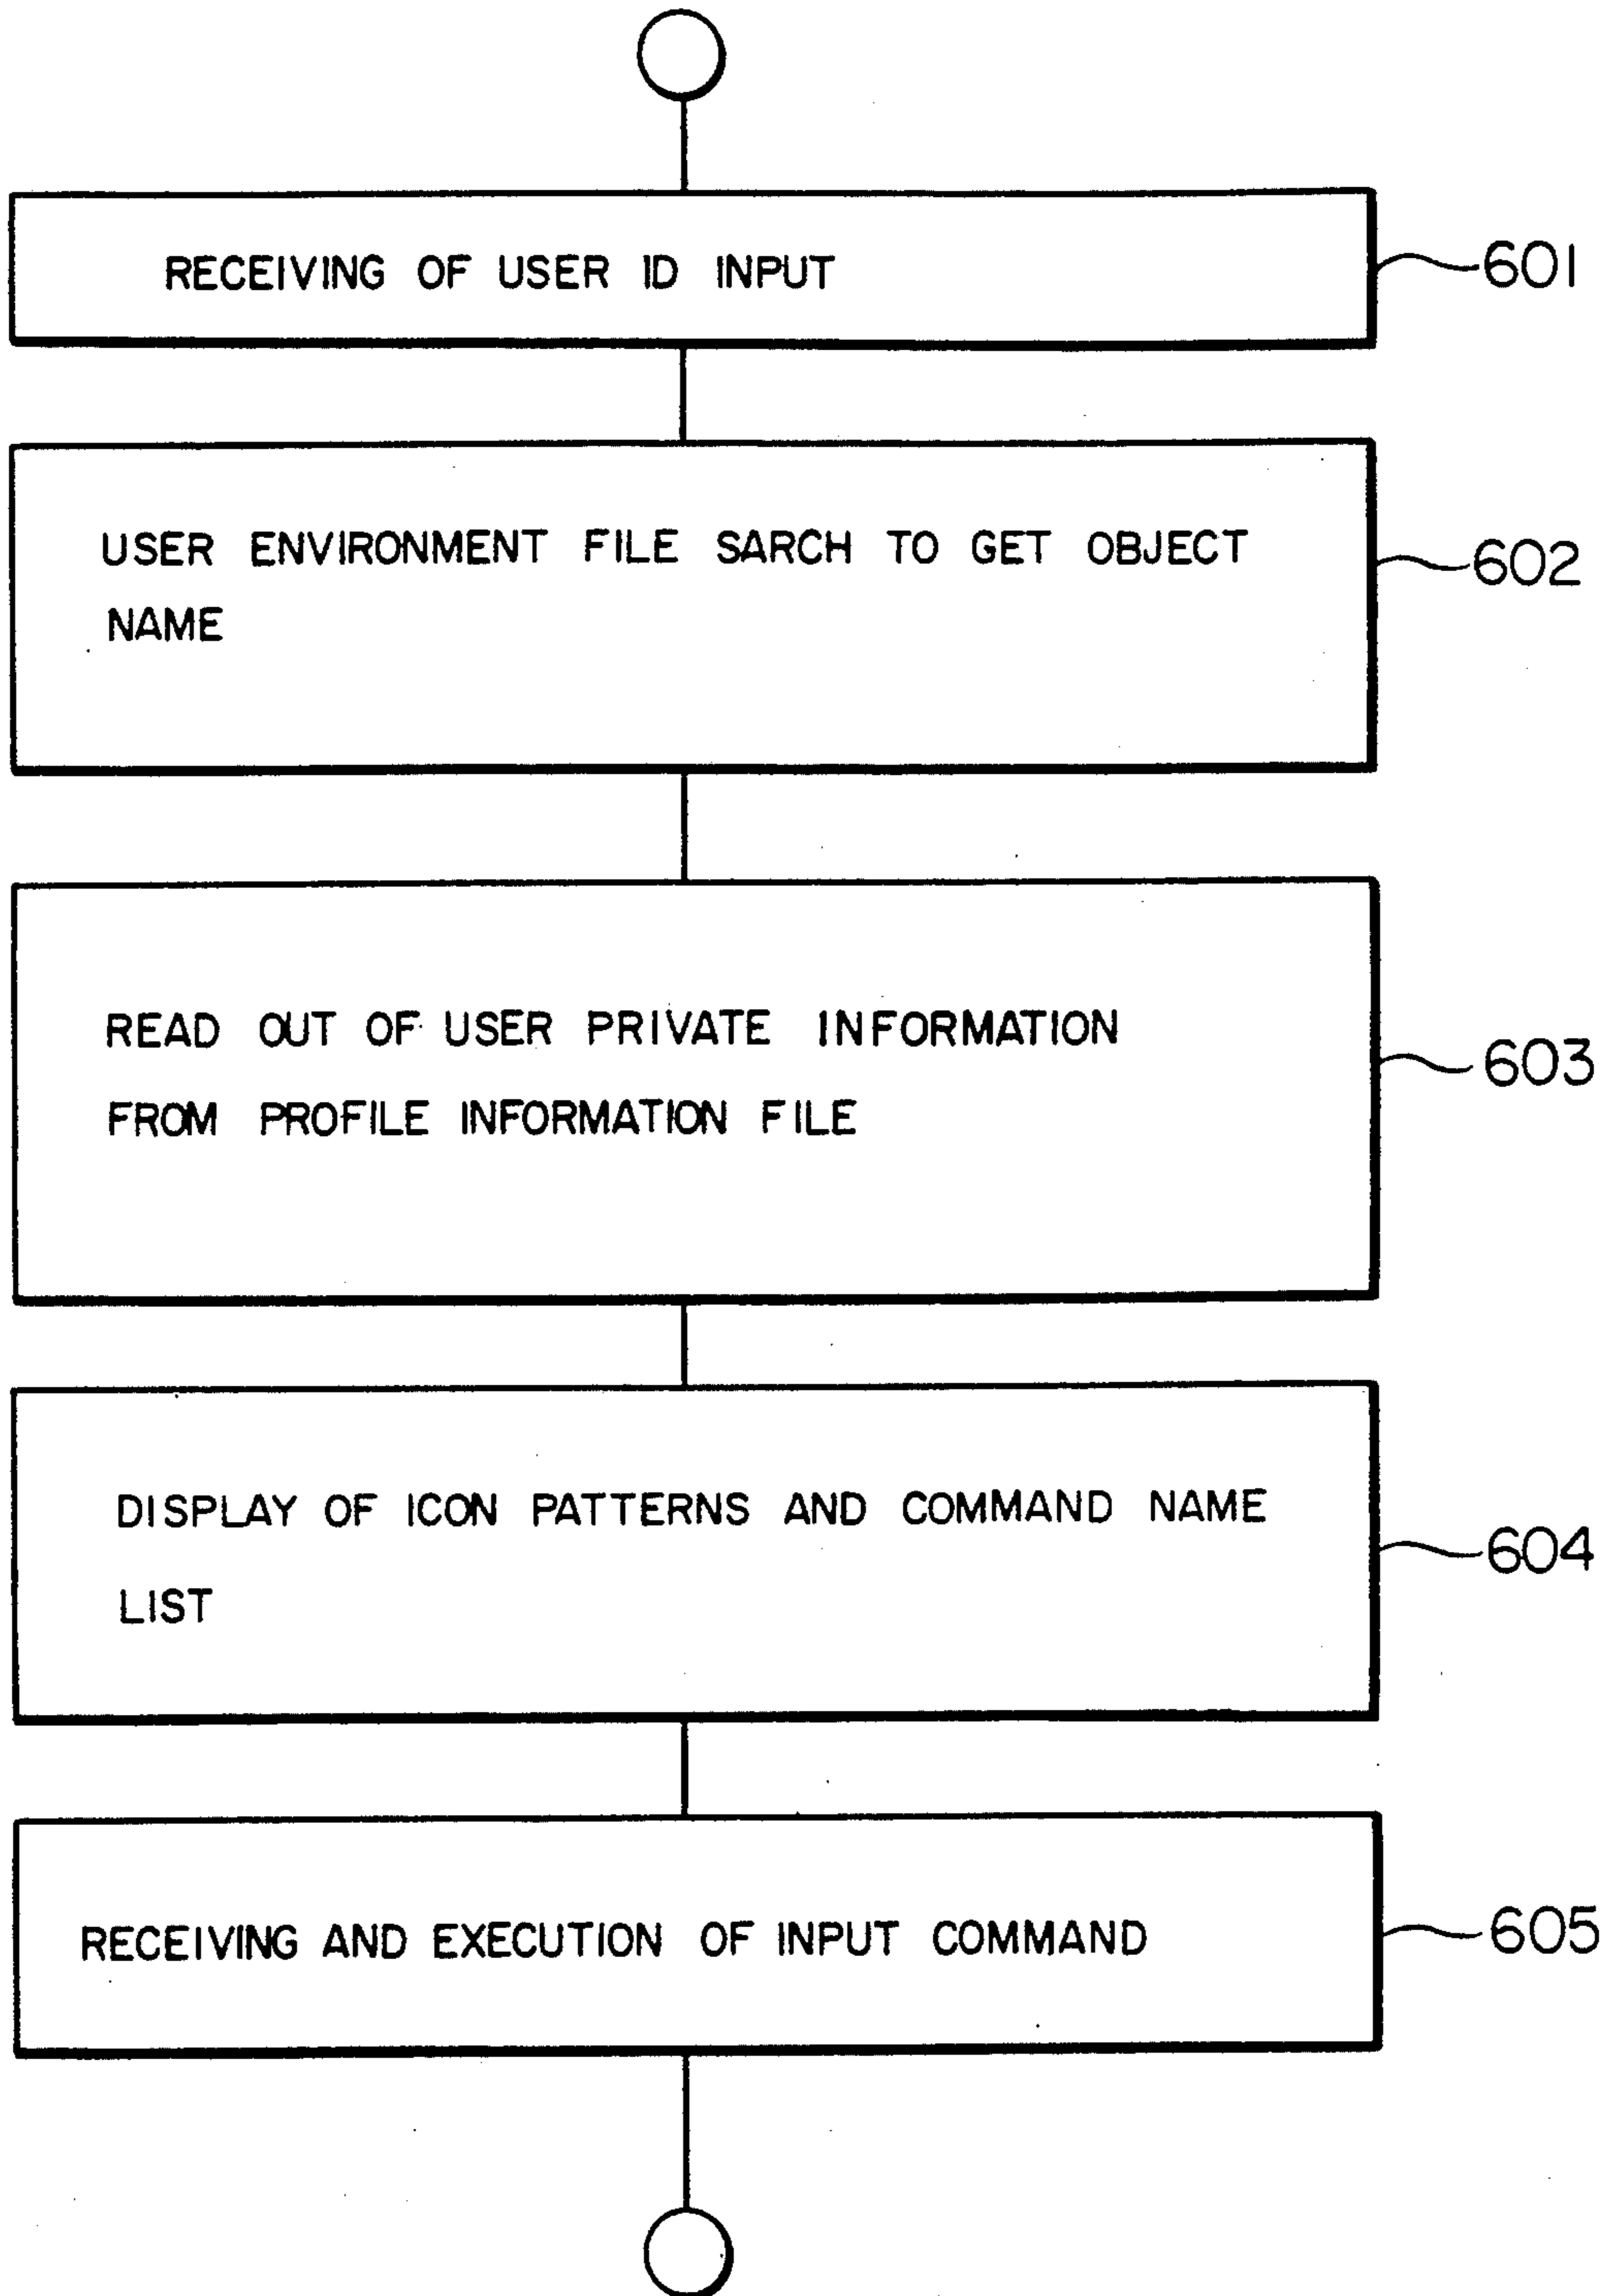 RECEIVING OF USER ID INPUT
601
USER ENVIRONMENT FILE SARCH TO GET OBJECT
NAME
602
READ OUT OF USER PRIVATE INFORMATION
FROM PROFILE INFORMATION FILE
603
DISPLAY OF ICON PATTERNS AND COMMAND NAME
LIST
604
RECEIVING AND EXECUTION OF INPUT COMMAND
605